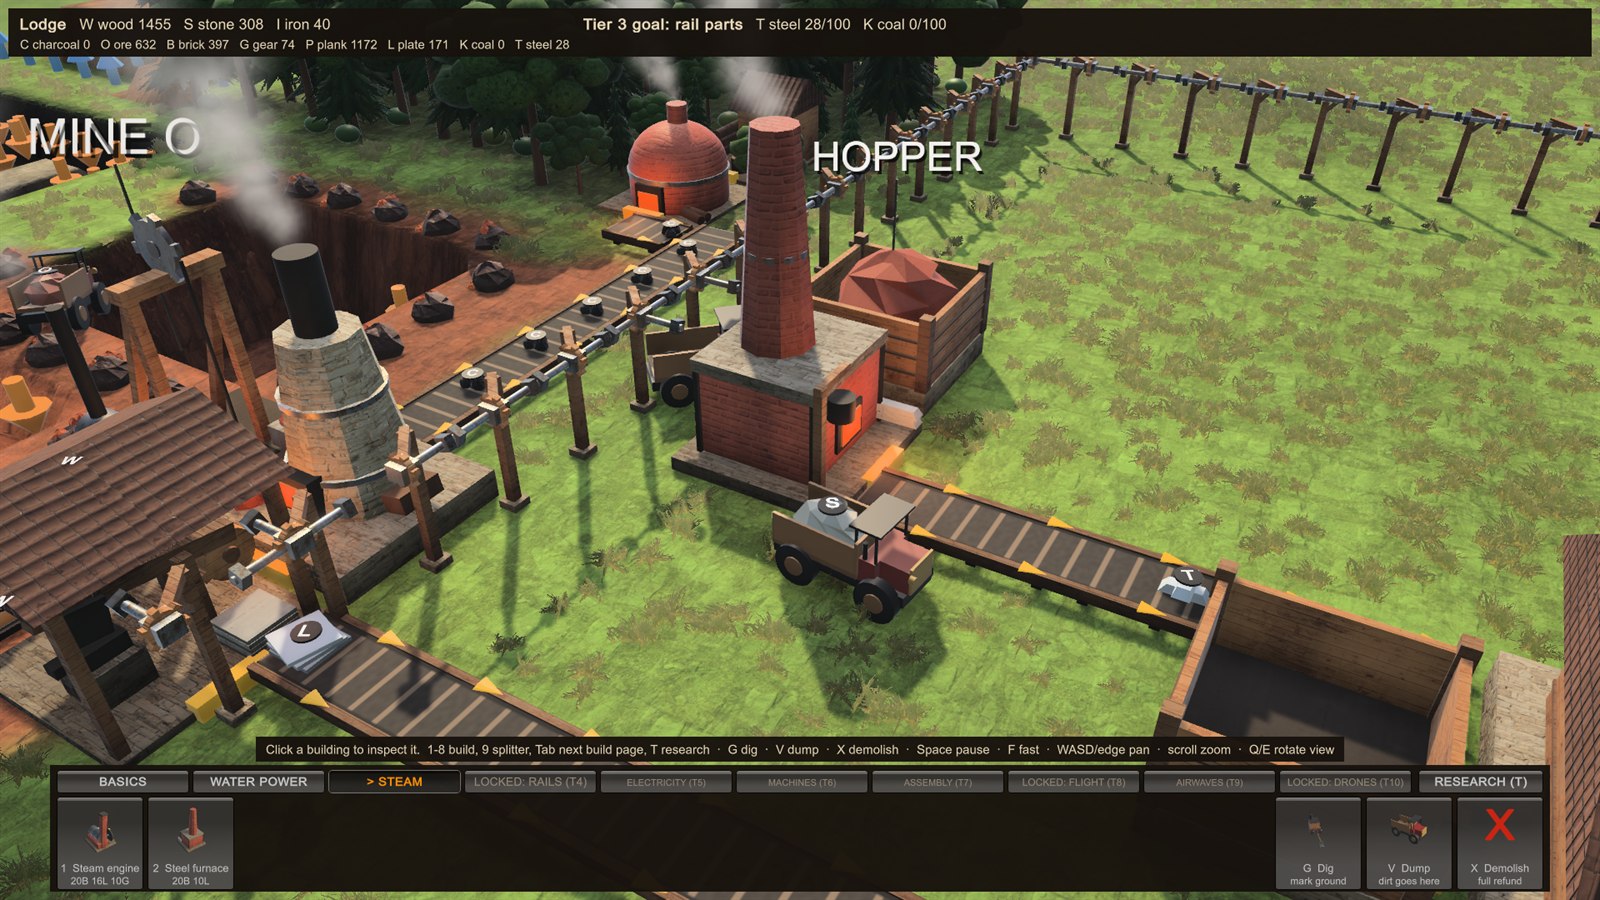 Lodge W wood 1455 S stone 308 I iron 40
Tier 3 goal: rail parts T steel 28/100 K coal 0/100
C charcoal 0 O ore 632 B brick 397 G gear 74 P plank 1172 L plate 171 K coal 0 T steel 28
MINE O
HOPPER
C
W
S
T
L
W
Click a building to inspect it. 1-8 build, 9 splitter, Tab next build page, T research · G dig · V dump · X demolish · Space pause · F fast · WASD/edge pan · scroll zoom · Q/E rotate view
BASICS
WATER POWER
> STEAM
LOCKED: RAILS (T4)
ELECTRICITY (T5)
MACHINES (T6)
ASSEMBLY (T7)
LOCKED: FLIGHT (T8)
AIRWAVES (T9)
LOCKED: DRONES (T10)
RESEARCH (T)
1 Steam engine
20B 16L 10G
2 Steel furnace
20B 10L
G Dig
mark ground
V Dump
dirt goes here
X Demolish
full refund